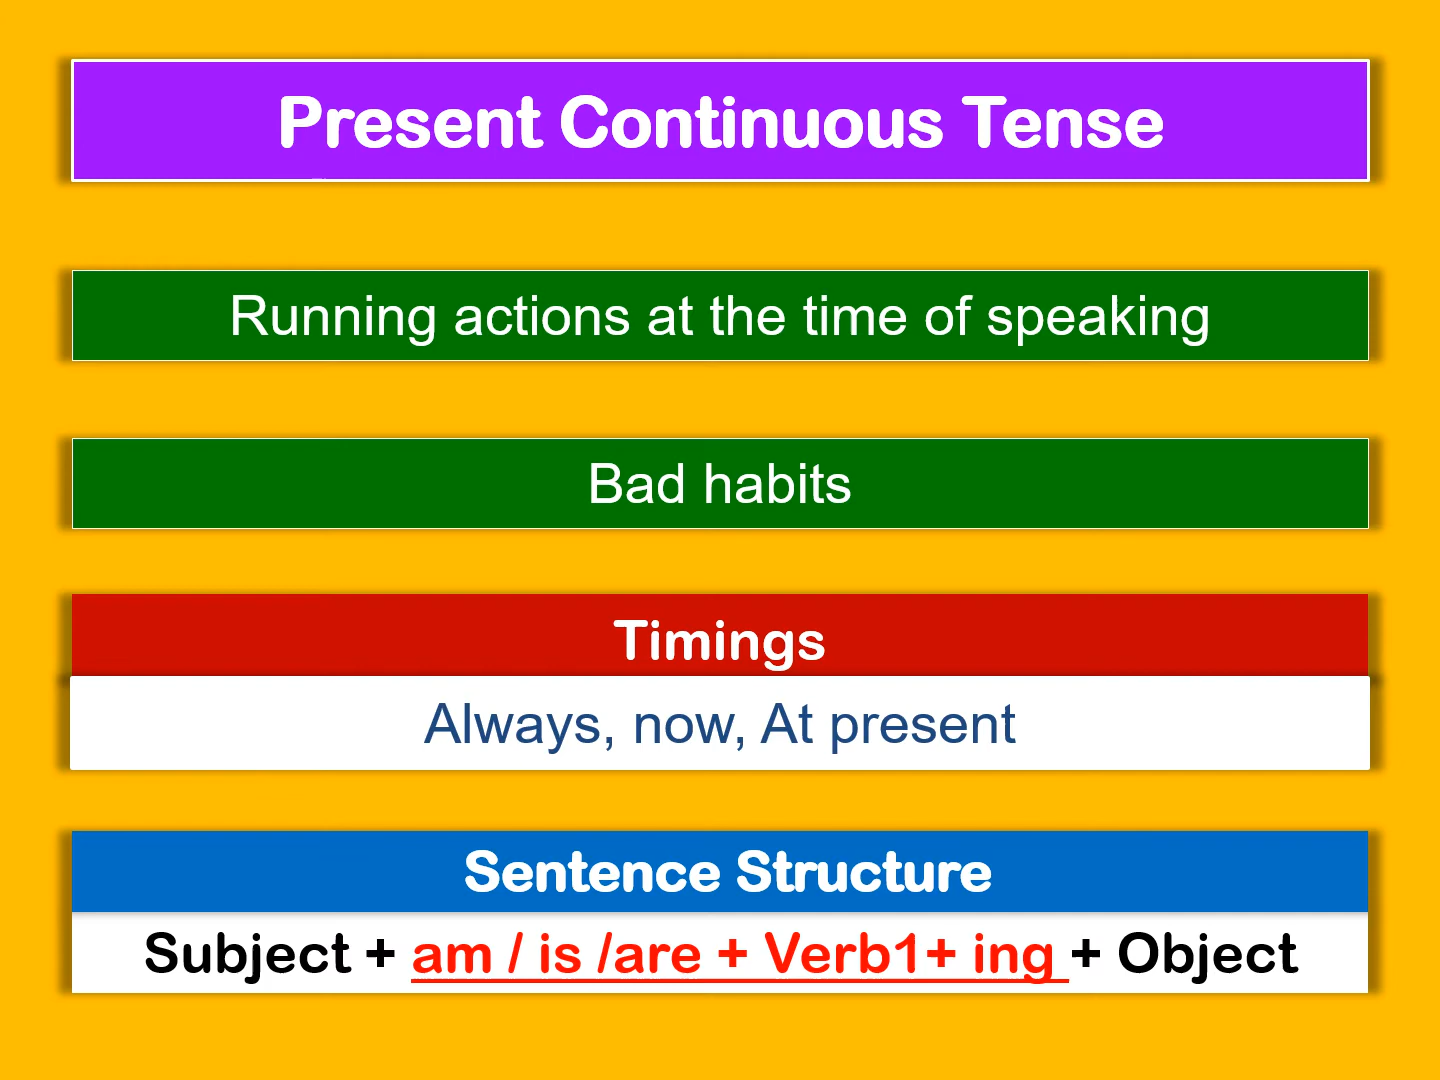 Present Continuous Tense
Running actions at the time of speaking
Bad habits
Timings
Always, now, At present
Sentence Structure
Subject + am / is /are + Verb1+ ing + Object